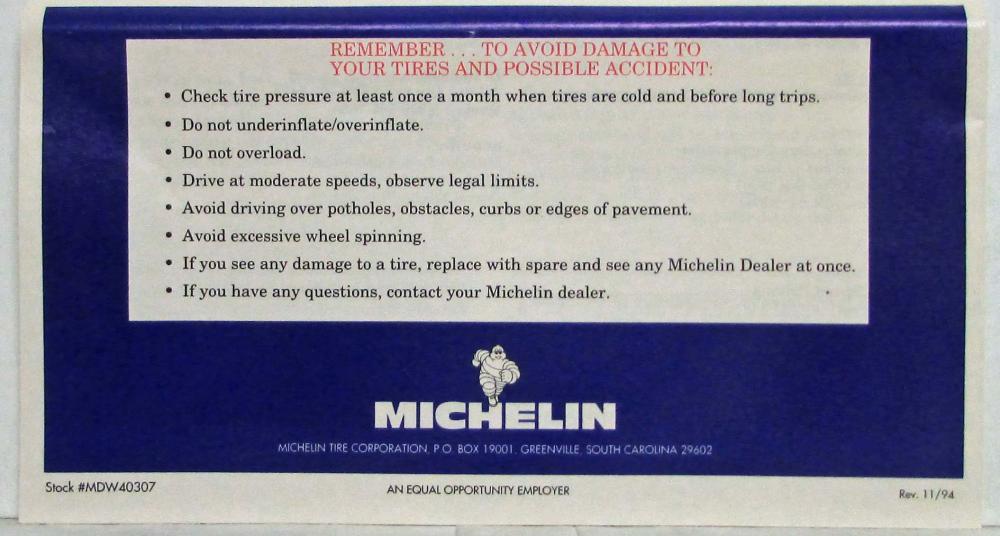 REMEMBER . . . TO AVOID DAMAGE TO
YOUR TIRES AND POSSIBLE ACCIDENT:
• Check tire pressure at least once a month when tires are cold and before long trips.
• Do not underinflate/overinflate.
• Do not overload.
• Drive at moderate speeds, observe legal limits.
• Avoid driving over potholes, obstacles, curbs or edges of pavement.
• Avoid excessive wheel spinning.
• If you see any damage to a tire, replace with spare and see any Michelin Dealer at once.
• If you have any questions, contact your Michelin dealer.
MICHELIN
MICHELIN TIRE CORPORATION, P.O. BOX 19001, GREENVILLE, SOUTH CAROLINA 29602
Stock #MDW40307
AN EQUAL OPPORTUNITY EMPLOYER
Rev. 11/94